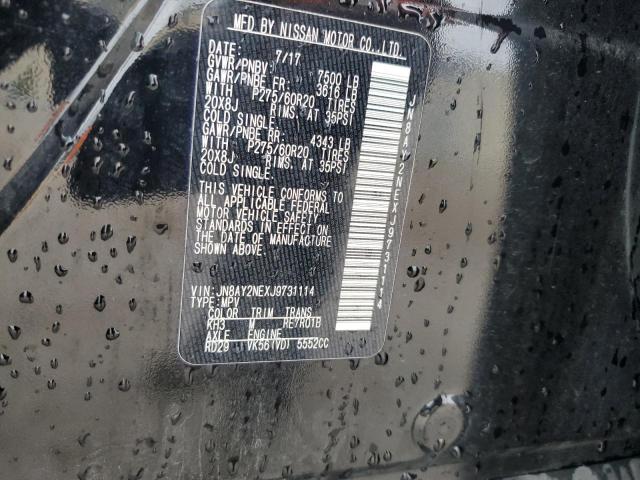 MFD BY NISSAN MOTOR CO.,LTD.
DATE: 7/17
GVWR/PNBV 7500 LB
GAWR/PNBE FR. 3616 LB
WITH P275/60R20 TIRES
20X8J RIMS. AT 35PSI
COLD SINGLE.
GAWR/PNBE RR. 4343 LB
WITH P275/60R20 TIRES
20X8J RIMS. AT 35PSI
COLD SINGLE.
THIS VEHICLE CONFORMS TO
ALL APPLICABLE FEDERAL
MOTOR VEHICLE SAFETY
STANDARDS IN EFFECT ON
THE DATE OF MANUFACTURE
SHOWN ABOVE.
VIN:JN8AY2NEXJ9731114
TYPE:MPV
COLOR TRIM TRANS
KH3 RE7R01B
AXLE ENGINE
RD29 VK56(VD) 5552CC
JN8AY2NEXJ9731114